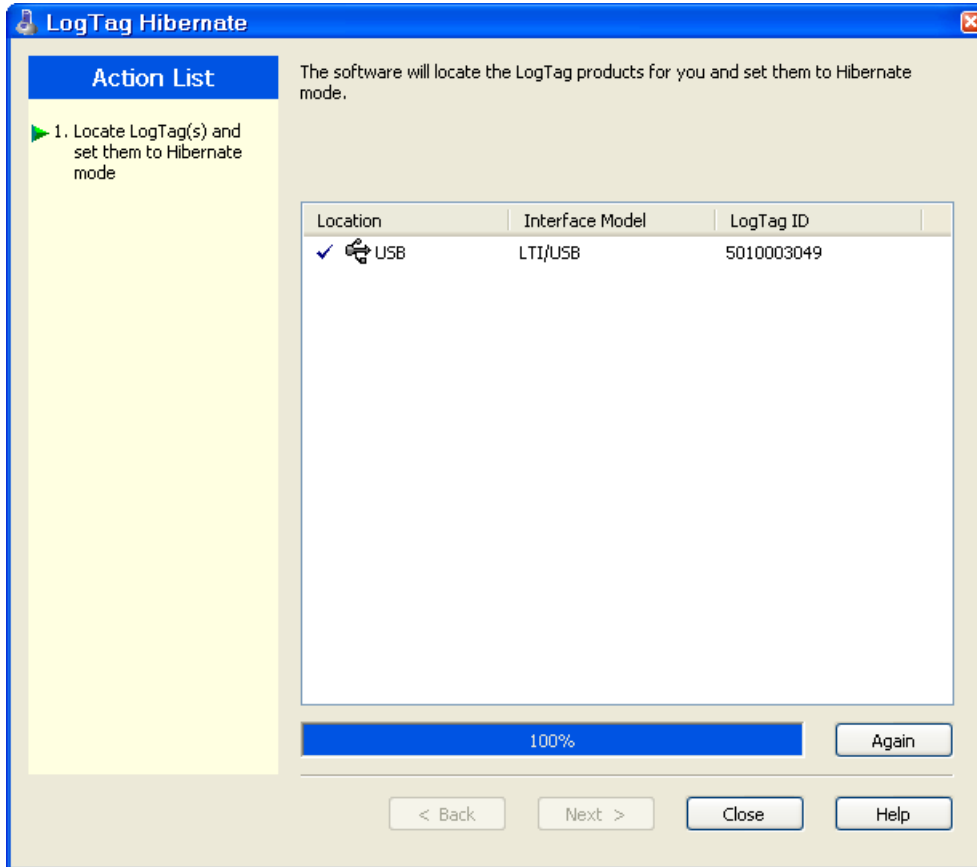 LogTag Hibernate
Action List
1. Locate LogTag(s) and
set them to Hibernate
mode
The software will locate the LogTag products for you and set them to Hibernate
mode.
Location Interface Model LogTag ID
USB LTI/USB 5010003049
100%
Again
< Back Next > Close Help